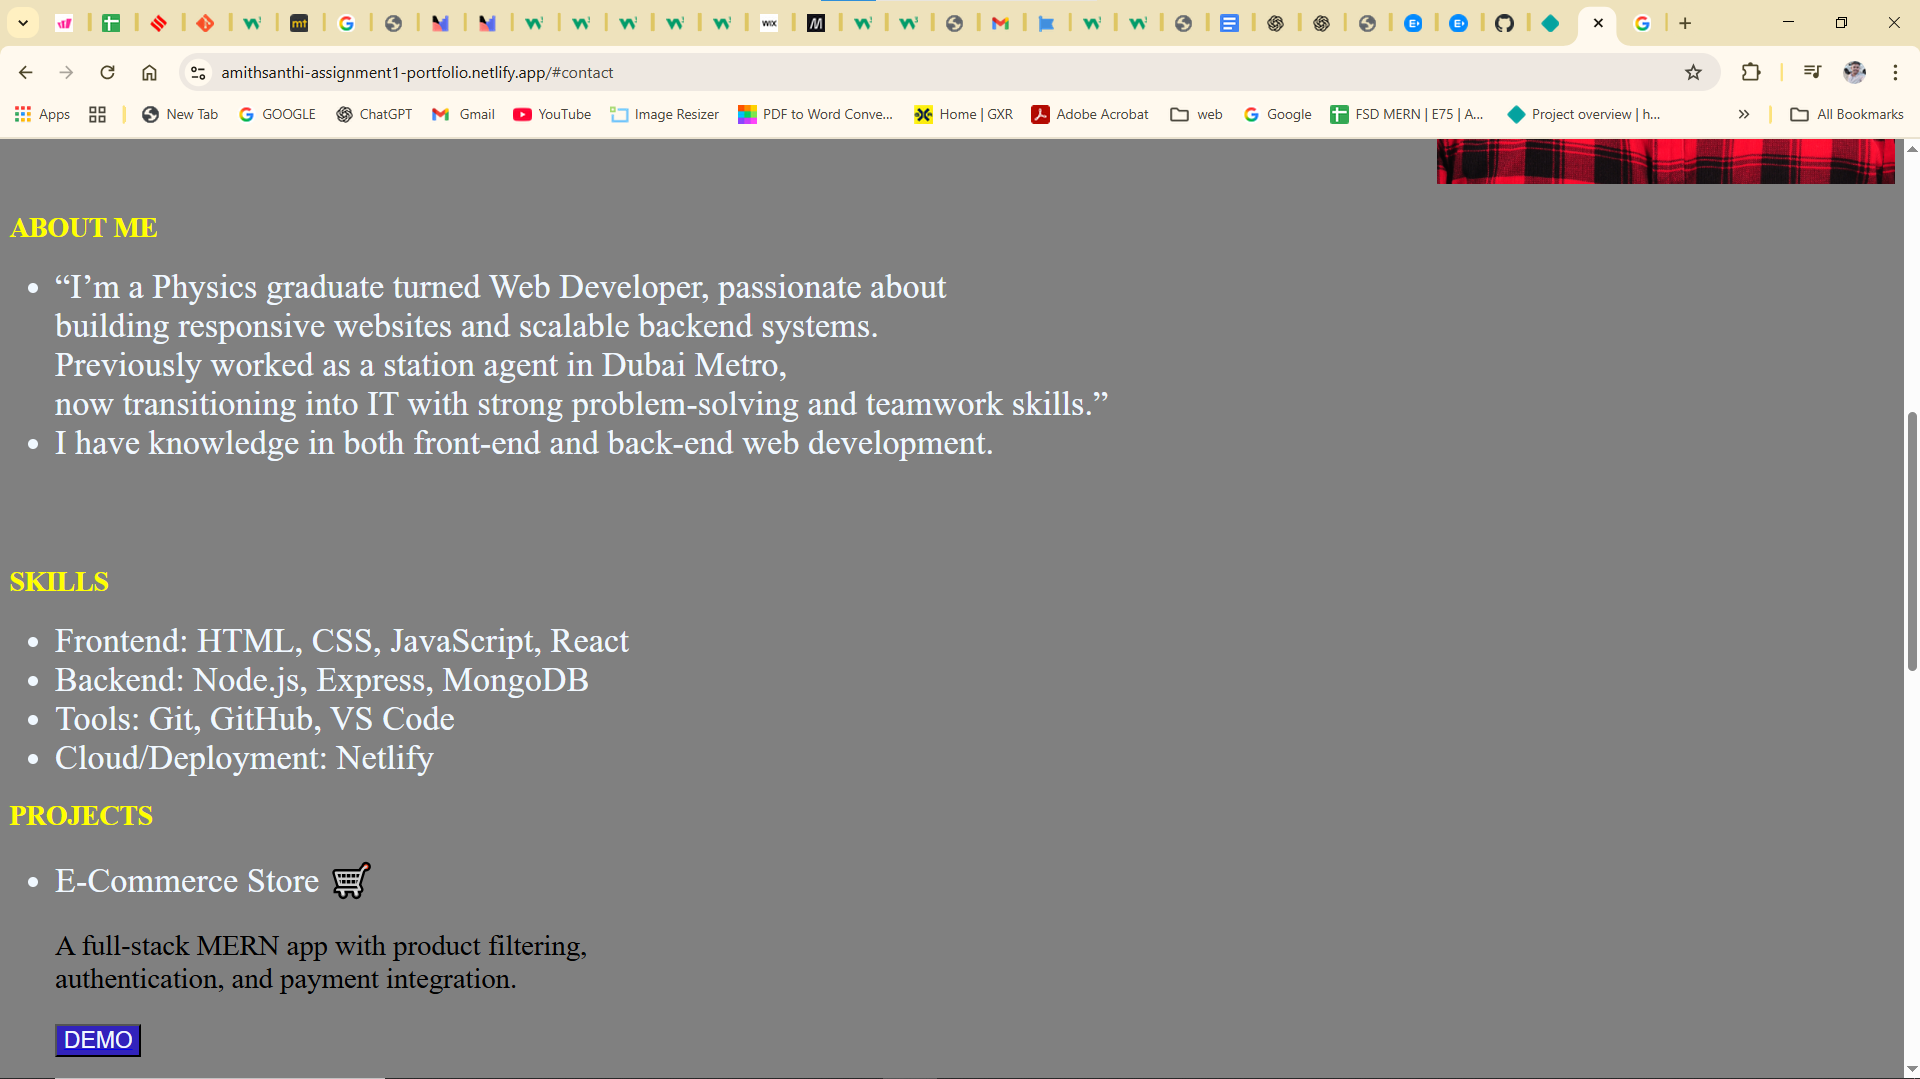 amithsanthi-assignment1-portfolio.netlify.app/#contact
Apps New Tab GOOGLE ChatGPT Gmail YouTube Image Resizer PDF to Word Conve... Home | GXR Adobe Acrobat web Google FSD MERN | E75 | A... Project overview | h... » All Bookmarks
ABOUT ME
• “I’m a Physics graduate turned Web Developer, passionate about
building responsive websites and scalable backend systems.
Previously worked as a station agent in Dubai Metro,
now transitioning into IT with strong problem-solving and teamwork skills.”
• I have knowledge in both front-end and back-end web development.
SKILLS
• Frontend: HTML, CSS, JavaScript, React
• Backend: Node.js, Express, MongoDB
• Tools: Git, GitHub, VS Code
• Cloud/Deployment: Netlify
PROJECTS
• E-Commerce Store
A full-stack MERN app with product filtering,
authentication, and payment integration.
DEMO